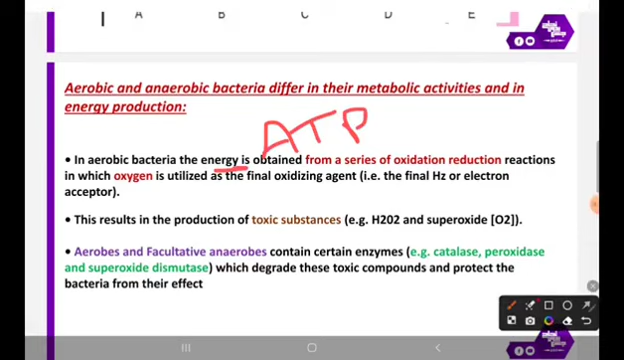 A B C D E
Aerobic and anaerobic bacteria differ in their metabolic activities and in
energy production:
ATP
• In aerobic bacteria the energy is obtained from a series of oxidation reduction reactions
in which oxygen is utilized as the final oxidizing agent (i.e. the final Hz or electron
acceptor).
• This results in the production of toxic substances (e.g. H202 and superoxide [O2]).
• Aerobes and Facultative anaerobes contain certain enzymes (e.g. catalase, peroxidase
and superoxide dismutase) which degrade these toxic compounds and protect the
bacteria from their effect